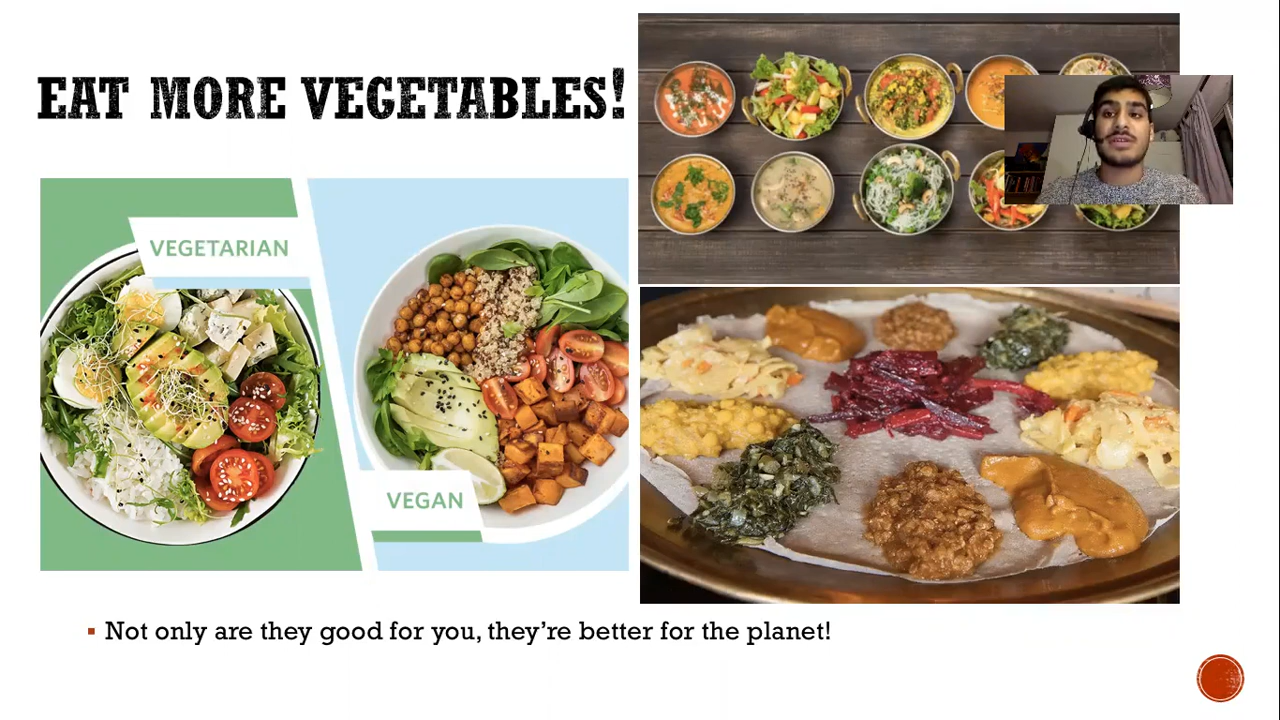 EAT MORE VEGETABLES!
VEGETARIAN
VEGAN
Not only are they good for you, they're better for the planet!